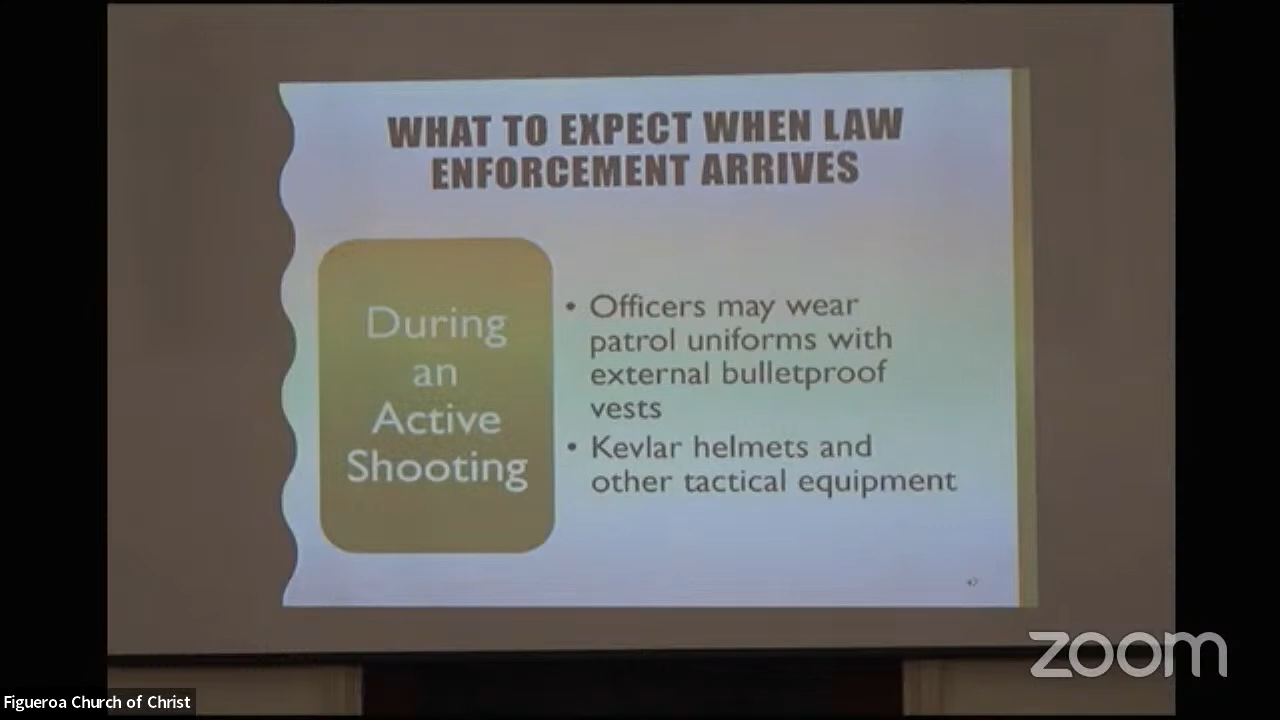 WHAT TO EXPECT WHEN LAW
ENFORCEMENT ARRIVES
During
an
Active
Shooting
• Officers may wear
patrol uniforms with
external bulletproof
vests
• Kevlar helmets and
other tactical equipment
zoom
Figueroa Church of Christ